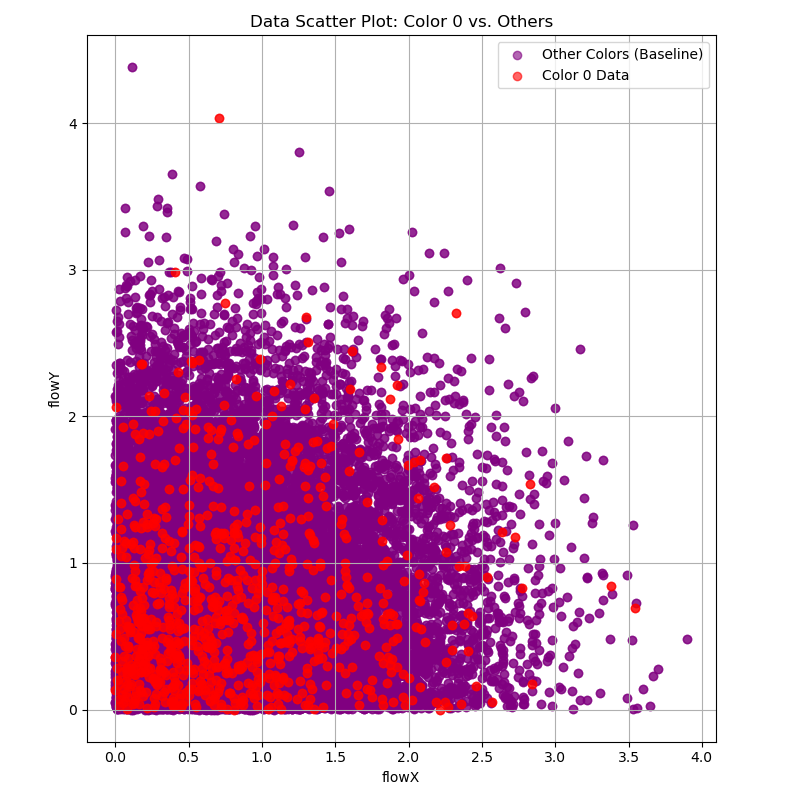 Data Scatter Plot: Color 0 vs. Others
Other Colors (Baseline)
Color 0 Data
flowY
4
3
2
1
0
0.0 0.5 1.0 1.5 2.0 2.5 3.0 3.5 4.0
flowX